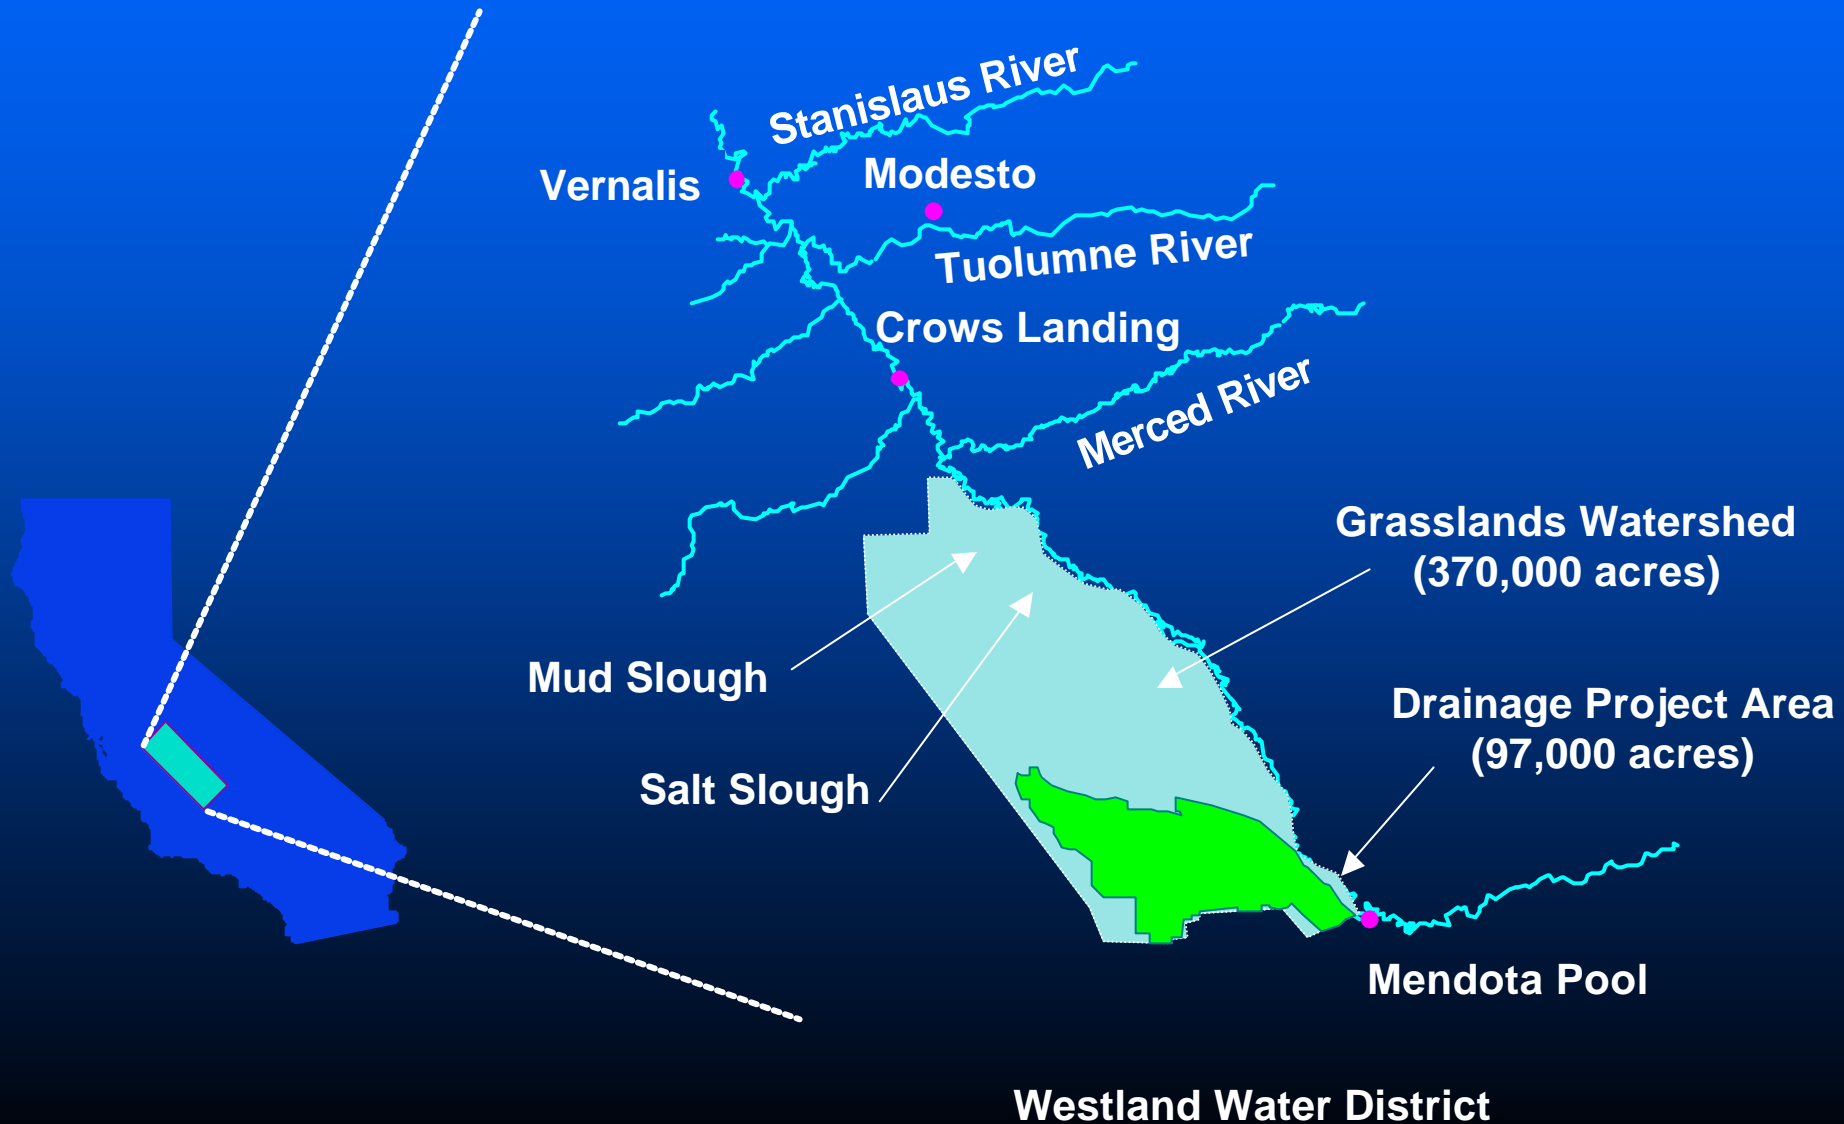 Stanislaus River
Vernalis
Modesto
Tuolumne River
Crows Landing
Merced River
Grasslands Watershed
(370,000 acres)
Mud Slough
Drainage Project Area
(97,000 acres)
Salt Slough
Mendota Pool
Westland Water District